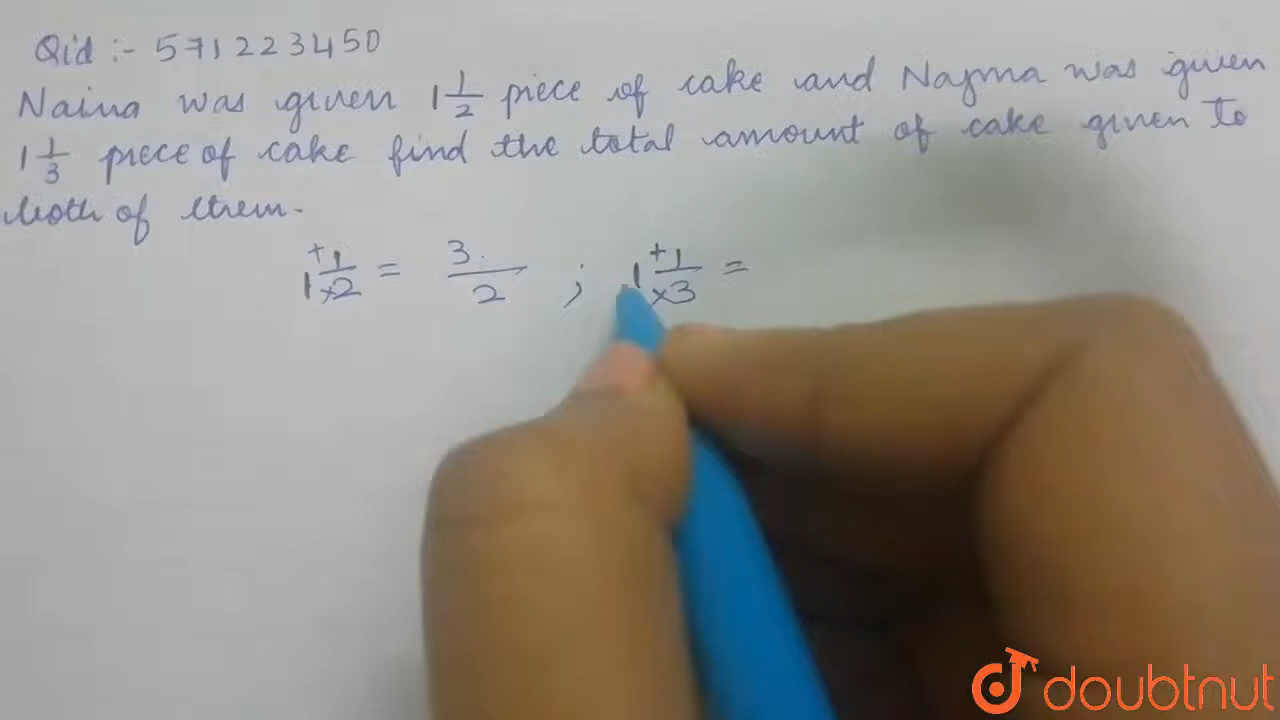 Qid :- 571223450
Naina was given 1 1/2 piece of cake and Najma was given
1 1/3 piece of cake find the total amount of cake given to
both of them.
1 +1/×2 = 3/2 ; 1 +1/×3 =
doubtnut